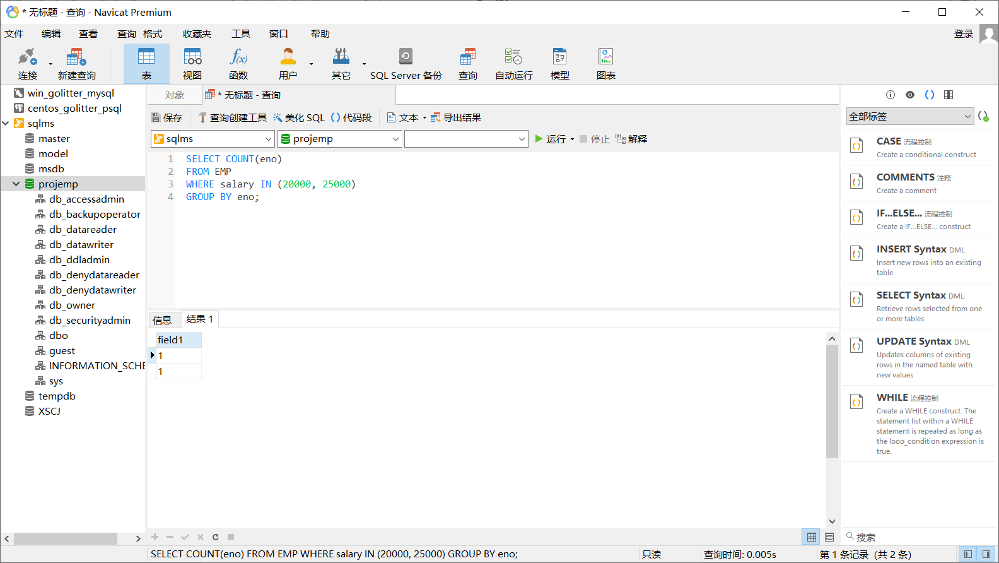 * 无标题 - 查询 - Navicat Premium
文件 编辑 查看 查询 格式 收藏夹 工具 窗口 帮助 登录
连接 新建查询 表 视图 函数 用户 其它 SQL Server 备份 查询 自动运行 模型 图表
win_golitter_mysql
centos_golitter_psql
sqlms
master
model
msdb
projemp
db_accessadmin
db_backupoperator
db_datareader
db_datawriter
db_ddladmin
db_denydatareader
db_denydatawriter
db_owner
db_securityadmin
dbo
guest
INFORMATION_SCHE
sys
tempdb
XSCJ
对象 * 无标题 - 查询
保存 查询创建工具 美化 SQL 代码段 文本 导出结果
sqlms projemp 运行 停止 解释
1 SELECT COUNT(eno)
2 FROM EMP
3 WHERE salary IN (20000, 25000)
4 GROUP BY eno;
信息 结果 1
field1
1
1
全部标签
CASE 流程控制
Create a conditional construct
COMMENTS 注释
Create a comment
IF...ELSE... 流程控制
Create a IF...ELSE... construct
INSERT Syntax DML
Insert new rows into an existing
table
SELECT Syntax DML
Retrieve rows selected from one
or more tables
UPDATE Syntax DML
Updates columns of existing
rows in the named table with
new values
WHILE 流程控制
Create a WHILE construct. The
statement list within a WHILE
statement is repeated as long as
the loop_condition expression is
true.
搜索
SELECT COUNT(eno) FROM EMP WHERE salary IN (20000, 25000) GROUP BY eno; 只读 查询时间: 0.005s 第 1 条记录 (共 2 条)